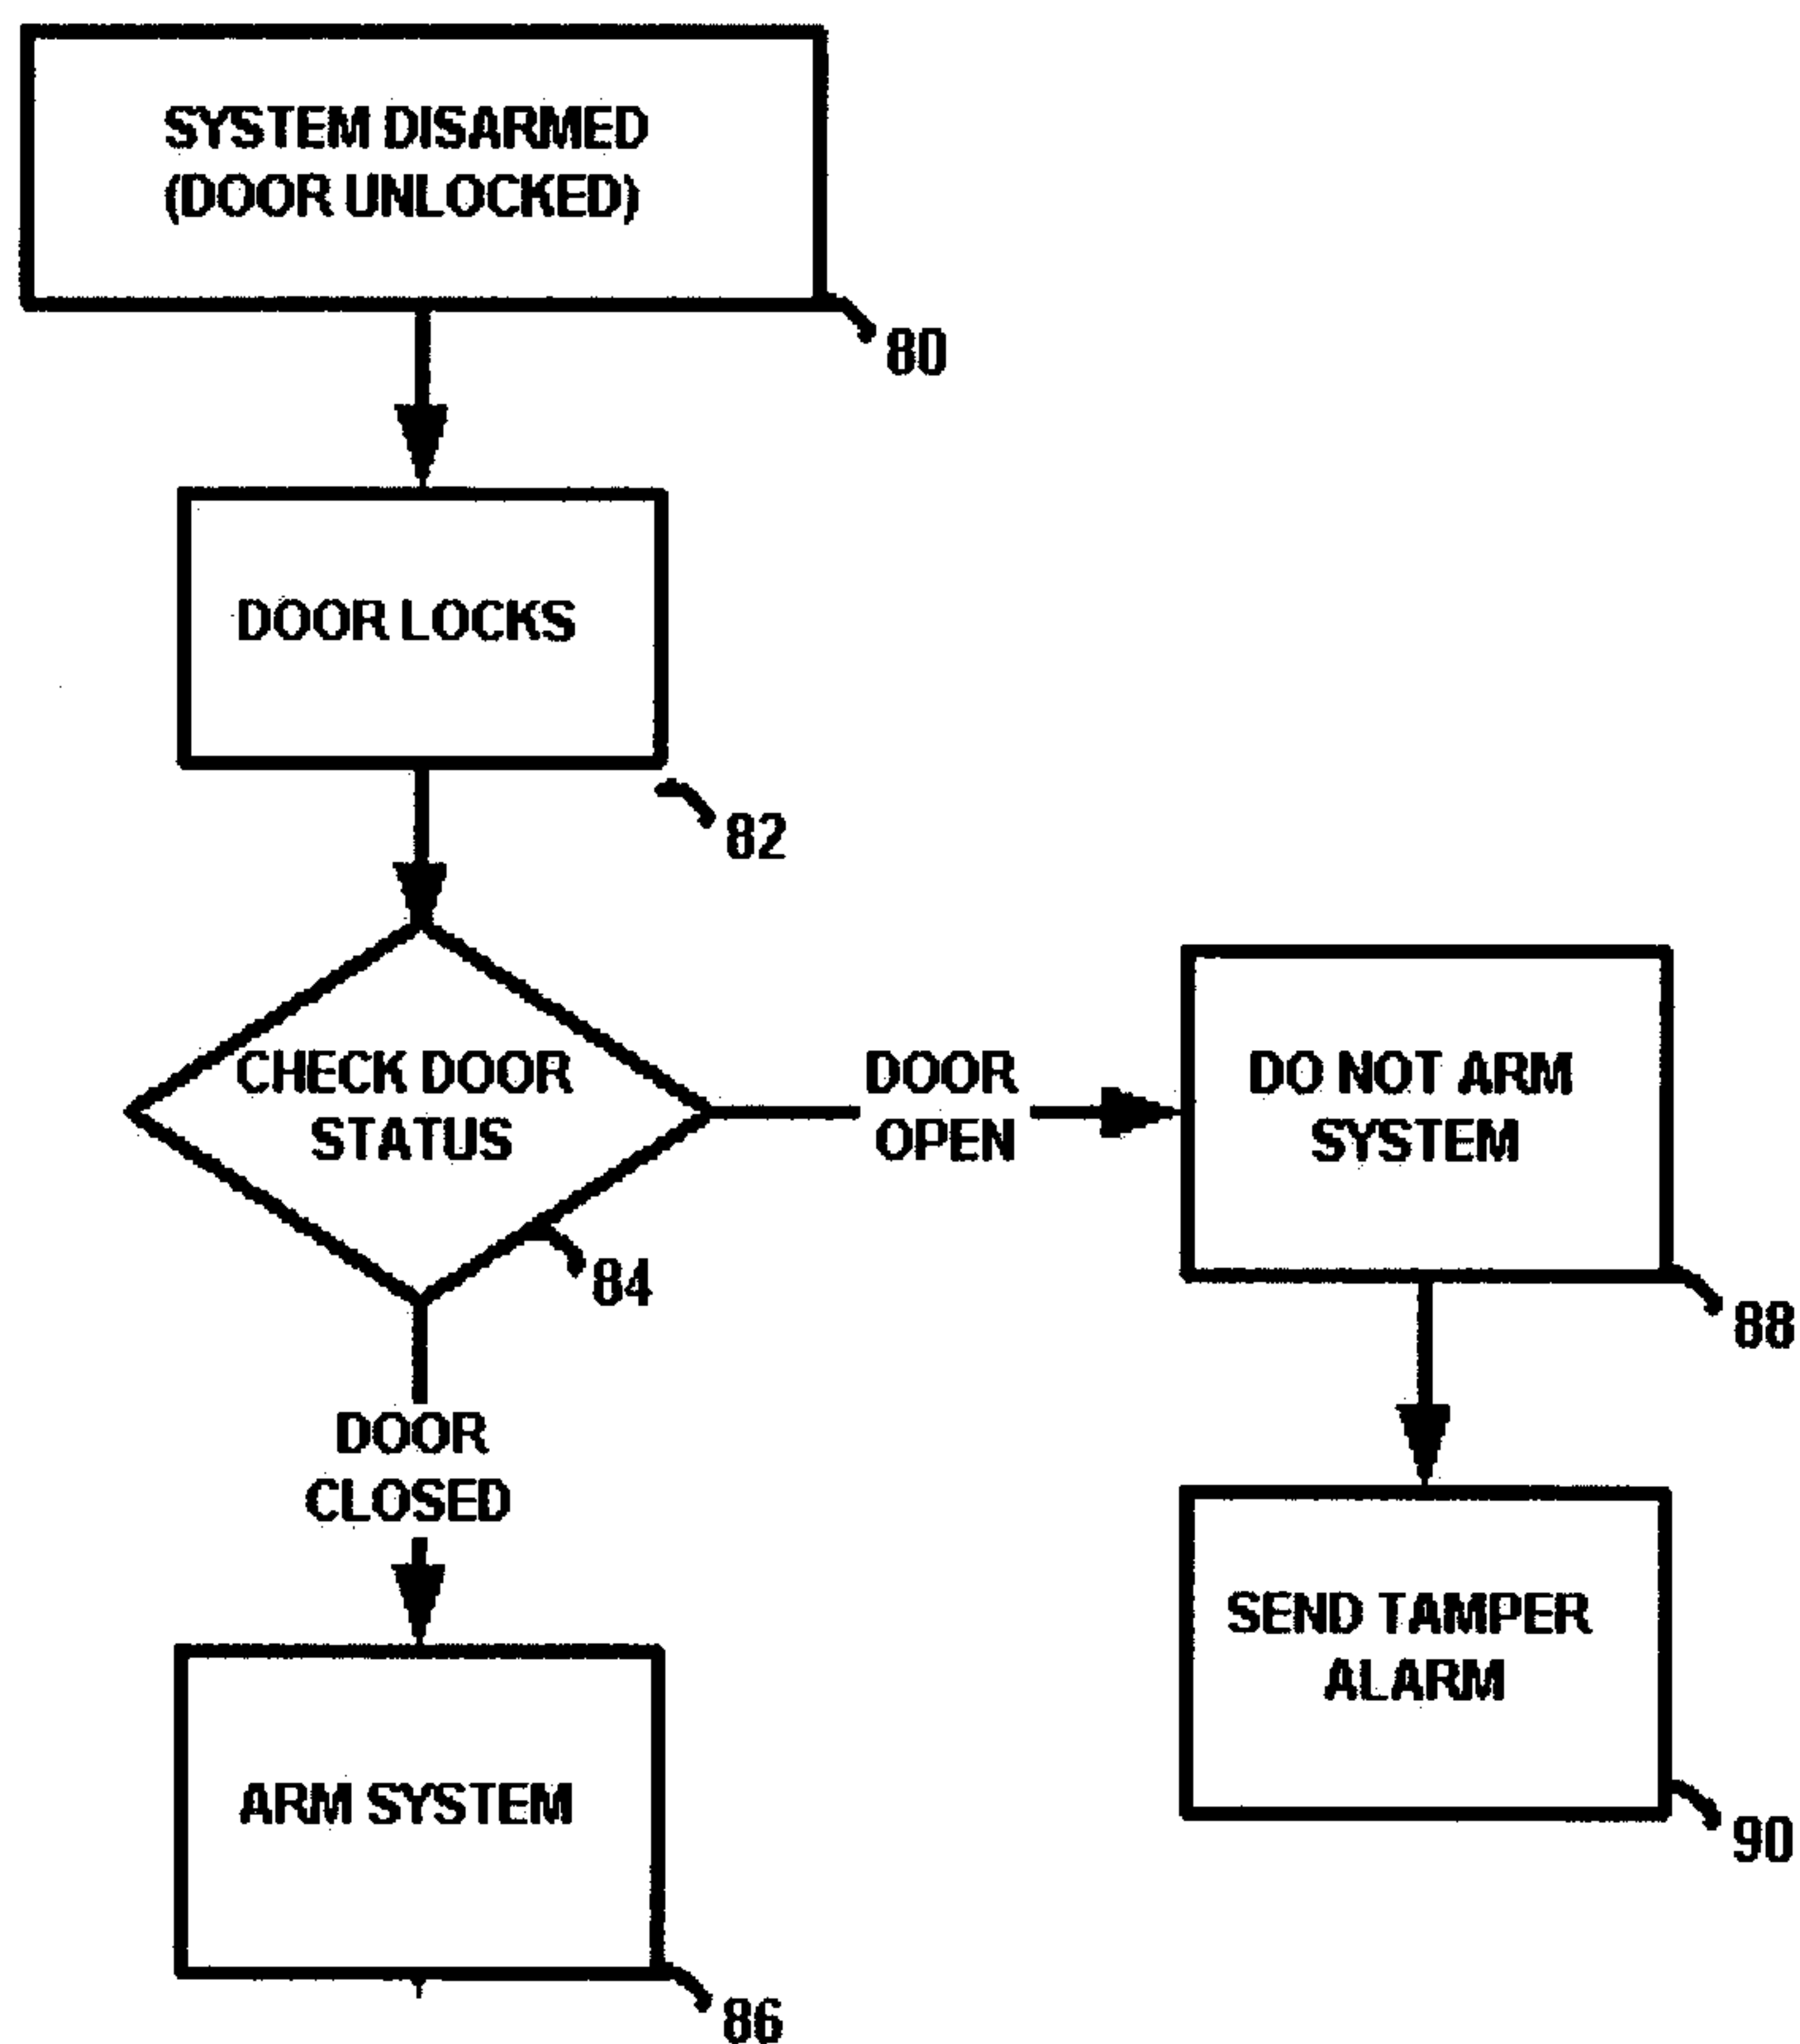 SYSTEM DISARMED
(DOOR UNLOCKED)
80
DOOR LOCKS
82
CHECK DOOR
STATUS
84
DOOR
OPEN
DO NOT ARM
SYSTEM
88
DOOR
CLOSED
SEND TAMPER
ALARM
90
ARM SYSTEM
86